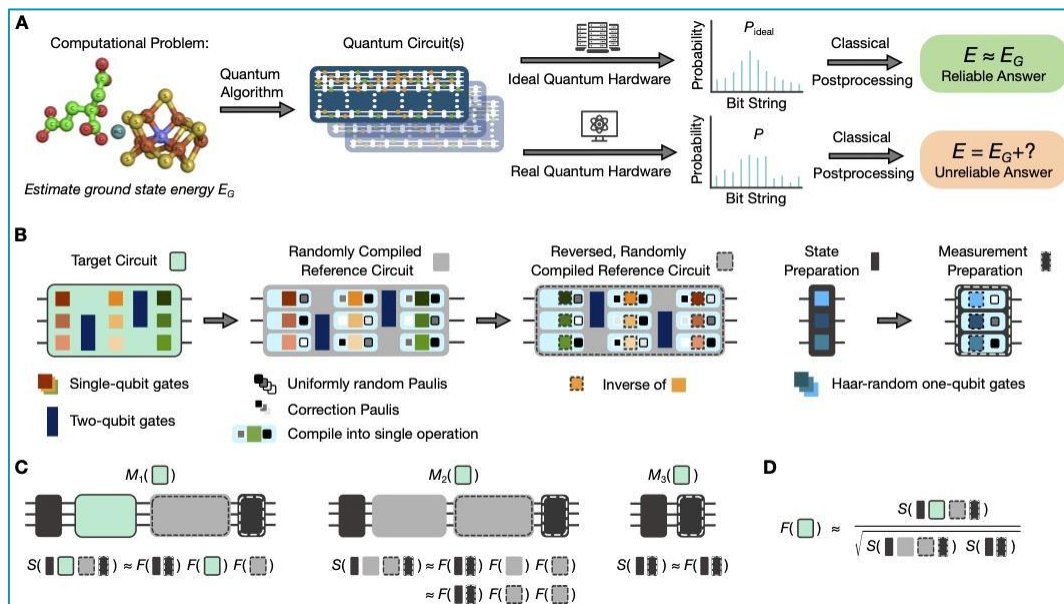 A
Computational Problem:
Estimate ground state energy E_G
Quantum
Algorithm
Quantum Circuit(s)
Ideal Quantum Hardware
Real Quantum Hardware
Probability
P_ideal
Bit String
Probability
P
Bit String
Classical
Postprocessing
Classical
Postprocessing
E ≈ E_G
Reliable Answer
E = E_G+?
Unreliable Answer
B
Target Circuit
Single-qubit gates
Two-qubit gates
Randomly Compiled
Reference Circuit
Uniformly random Paulis
Correction Paulis
Compile into single operation
Reversed, Randomly
Compiled Reference Circuit
Inverse of
State
Preparation
Measurement
Preparation
Haar-random one-qubit gates
C
M₁( )
S( ) ≈ F( ) F( ) F( )
M₂( )
S( ) ≈ F( ) F( ) F( )
≈ F( ) F( ) F( )
M₃( )
S( ) ≈ F( )
D
F( ) ≈
S( )
√ S( ) S( )